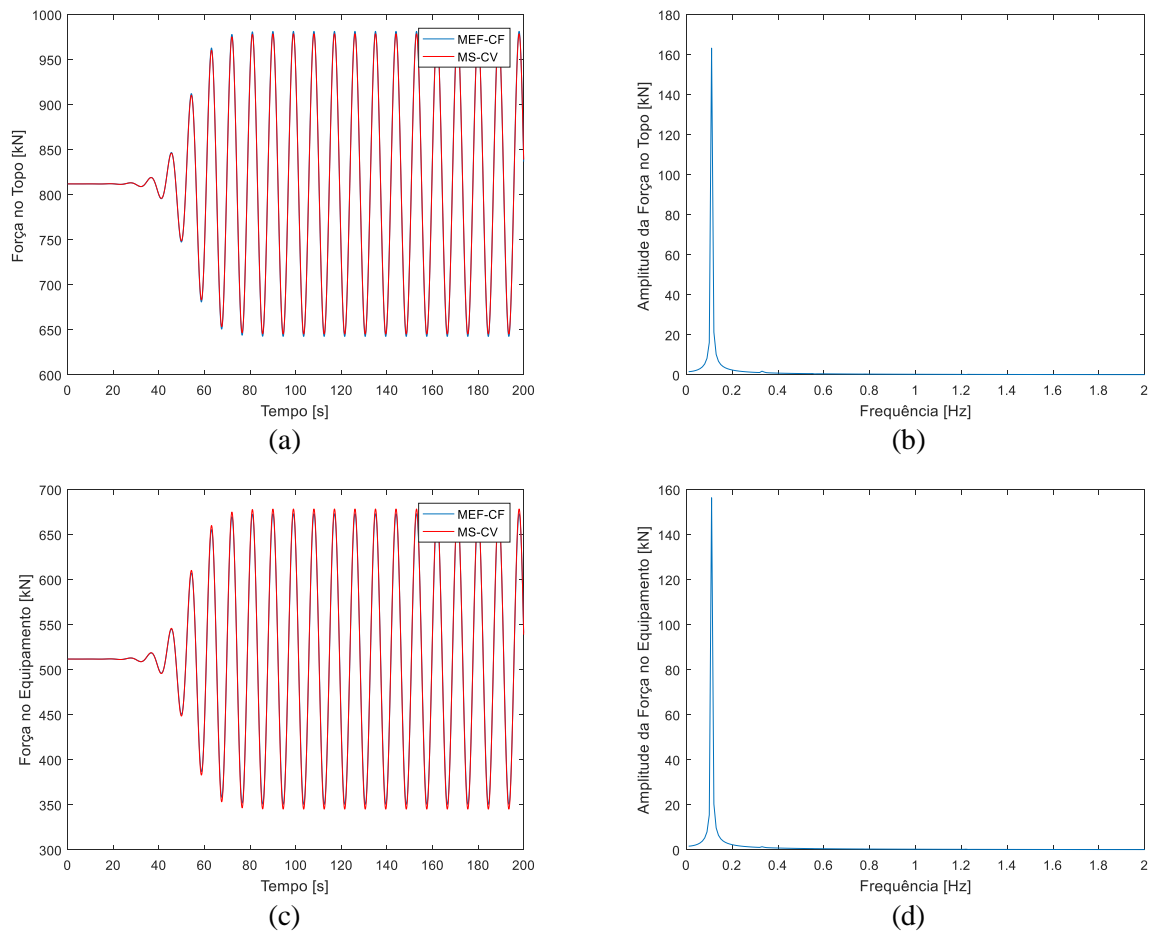 1000
950
900
850
800
750
700
650
600
Força no Topo [kN]
MEF-CF
MS-CV
0 20 40 60 80 100 120 140 160 180 200
Tempo [s]
(a)
180
160
140
120
100
80
60
40
20
0
Amplitude da Força no Topo [kN]
0 0.2 0.4 0.6 0.8 1 1.2 1.4 1.6 1.8 2
Frequência [Hz]
(b)
700
650
600
550
500
450
400
350
300
Força no Equipamento [kN]
MEF-CF
MS-CV
0 20 40 60 80 100 120 140 160 180 200
Tempo [s]
(c)
160
140
120
100
80
60
40
20
0
Amplitude da Força no Equipamento [kN]
0 0.2 0.4 0.6 0.8 1 1.2 1.4 1.6 1.8 2
Frequência [Hz]
(d)